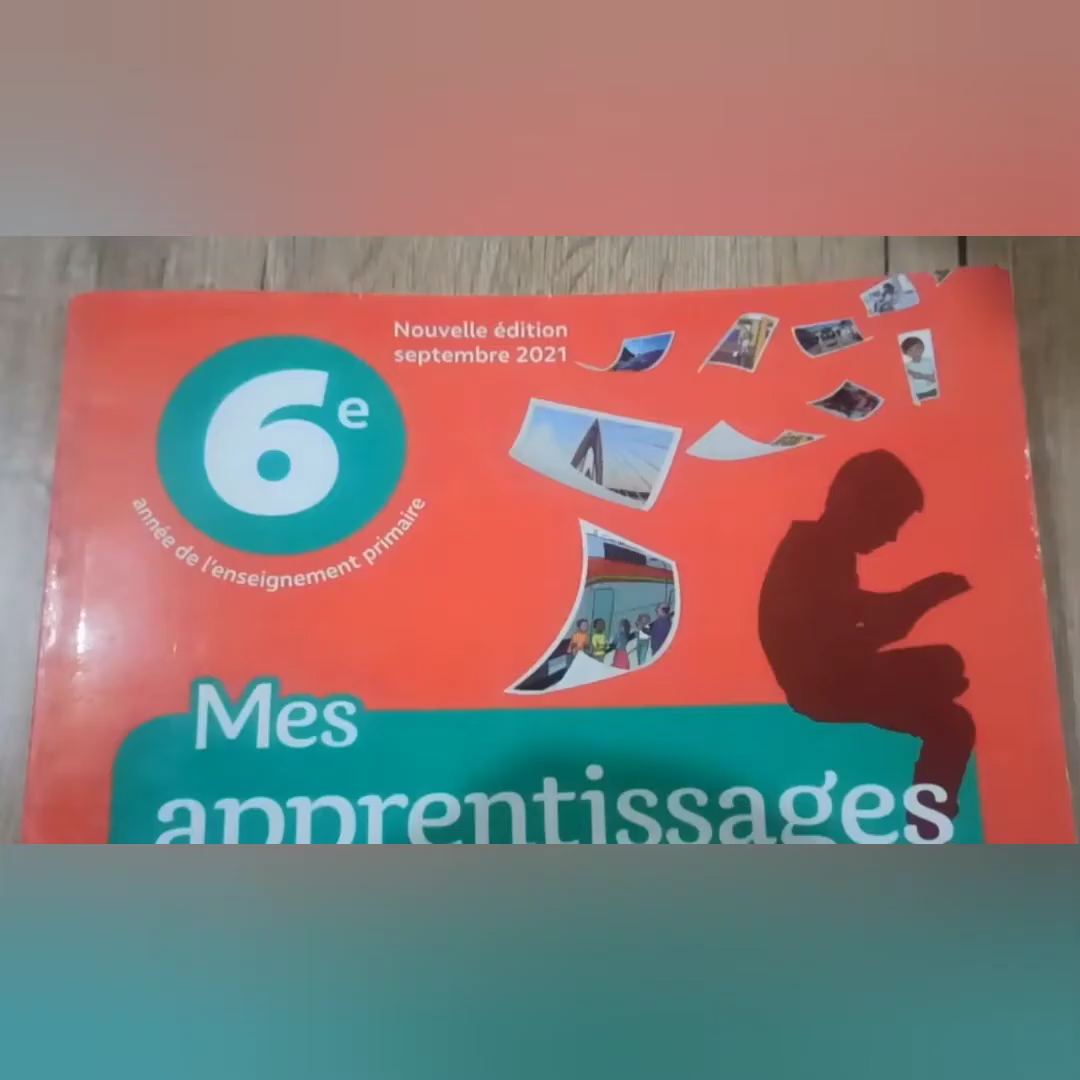 Nouvelle édition
septembre 2021
6e
année de l'enseignement primaire
Mes
apprentissages